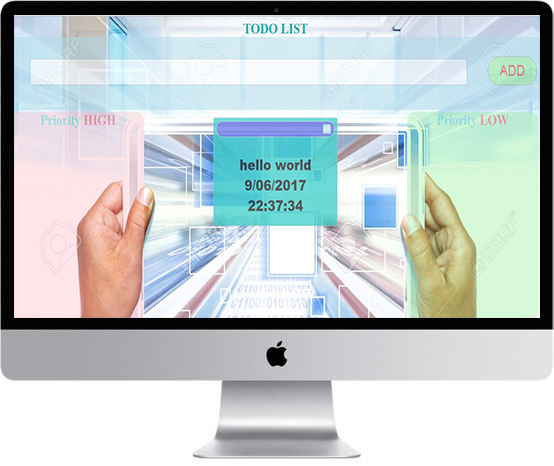 TODO LIST
ADD
Priority HIGH
Priority LOW
hello world
9/06/2017
22:37:34